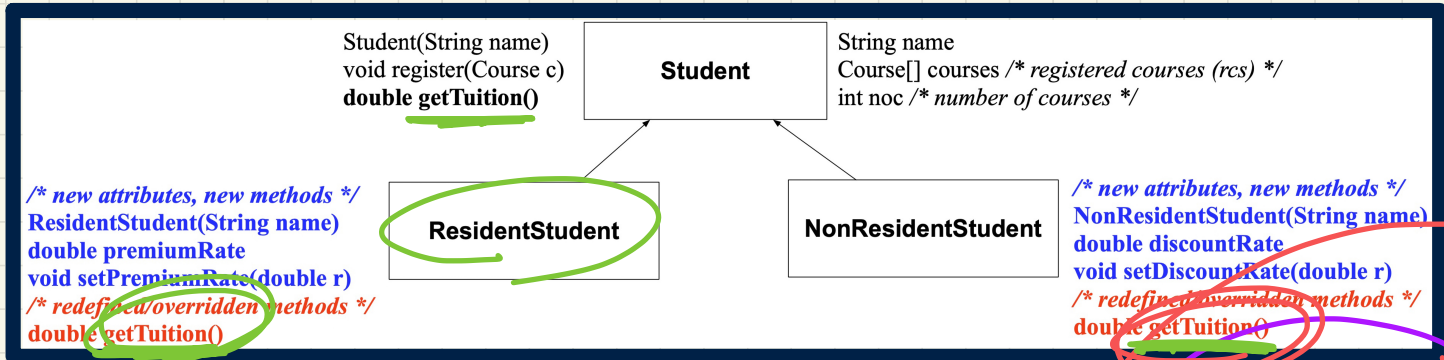 Student(String name)
void register(Course c)
double getTuition()
Student
String name
Course[] courses /* registered courses (rcs) */
int noc /* number of courses */
/* new attributes, new methods */
ResidentStudent(String name)
double premiumRate
void setPremiumRate(double r)
/* redefined/overridden methods */
double getTuition()
ResidentStudent
NonResidentStudent
/* new attributes, new methods */
NonResidentStudent(String name)
double discountRate
void setDiscountRate(double r)
/* redefined/overridden methods */
double getTuition()